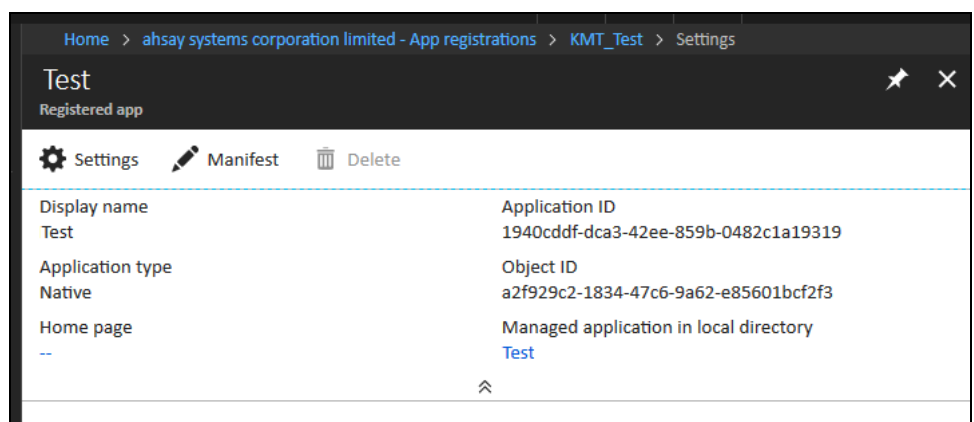 Home > ahsay systems corporation limited - App registrations > KMT_Test > Settings
Test
Registered app
Settings Manifest Delete
Display name Application ID
Test 1940cddf-dca3-42ee-859b-0482c1a19319
Application type Object ID
Native a2f929c2-1834-47c6-9a62-e85601bcf2f3
Home page Managed application in local directory
-- Test